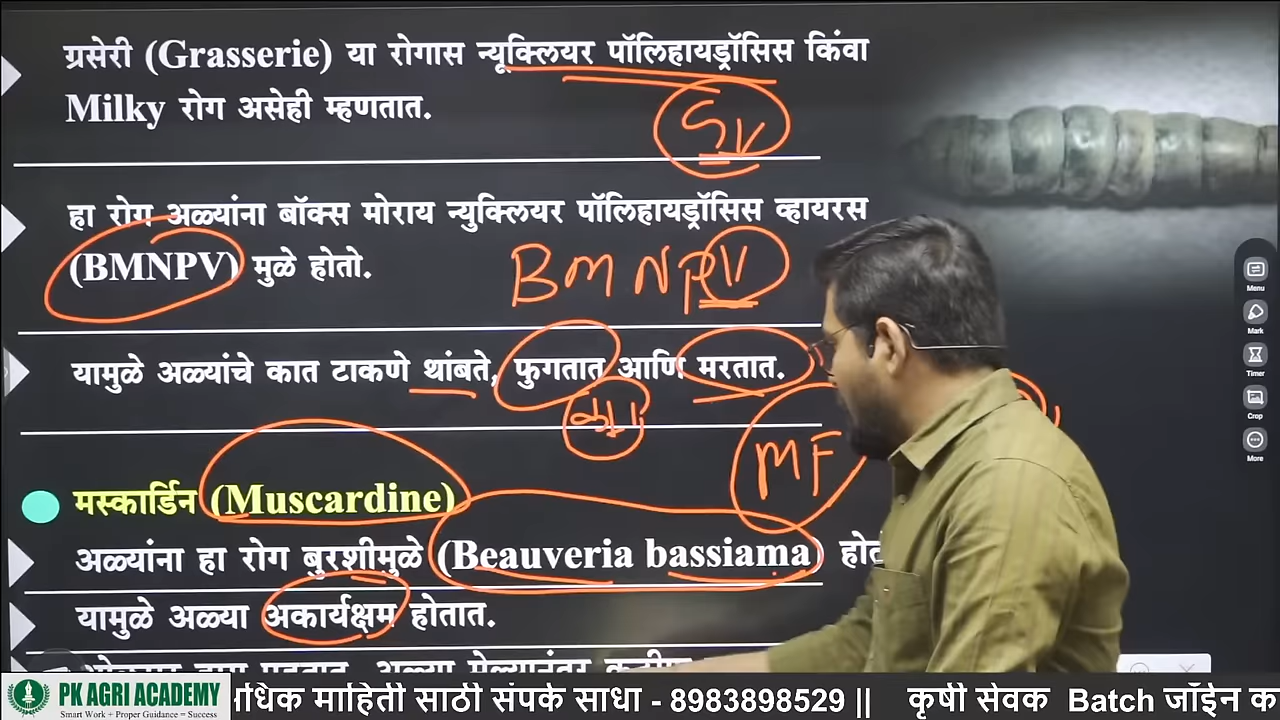 ग्रसेरी (Grasserie) या रोगास न्यूक्लियर पॉलिहायड्रॉसिस किंवा
Milky रोग असेही म्हणतात.
हा रोग अळ्यांना बॉक्स मोराय न्युक्लियर पॉलिहायड्रॉसिस व्हायरस
(BMNPV) मुळे होतो.
BMNPV
यामुळे अळ्यांचे कात टाकणे थांबते, फुगतात आणि मरतात.
MF
मस्कार्डिन (Muscardine)
अळ्यांना हा रोग बुरशीमुळे (Beauveria bassiama)
यामुळे अळ्या अकार्यक्षम होतात.
Menu
Mark
Timer
Crop
More
PK AGRI ACADEMY
Smart Work + Proper Guidance = Success
माहिती साठी संपर्क साधा - 8983898529 || कृषी सेवक Batch जॉईन